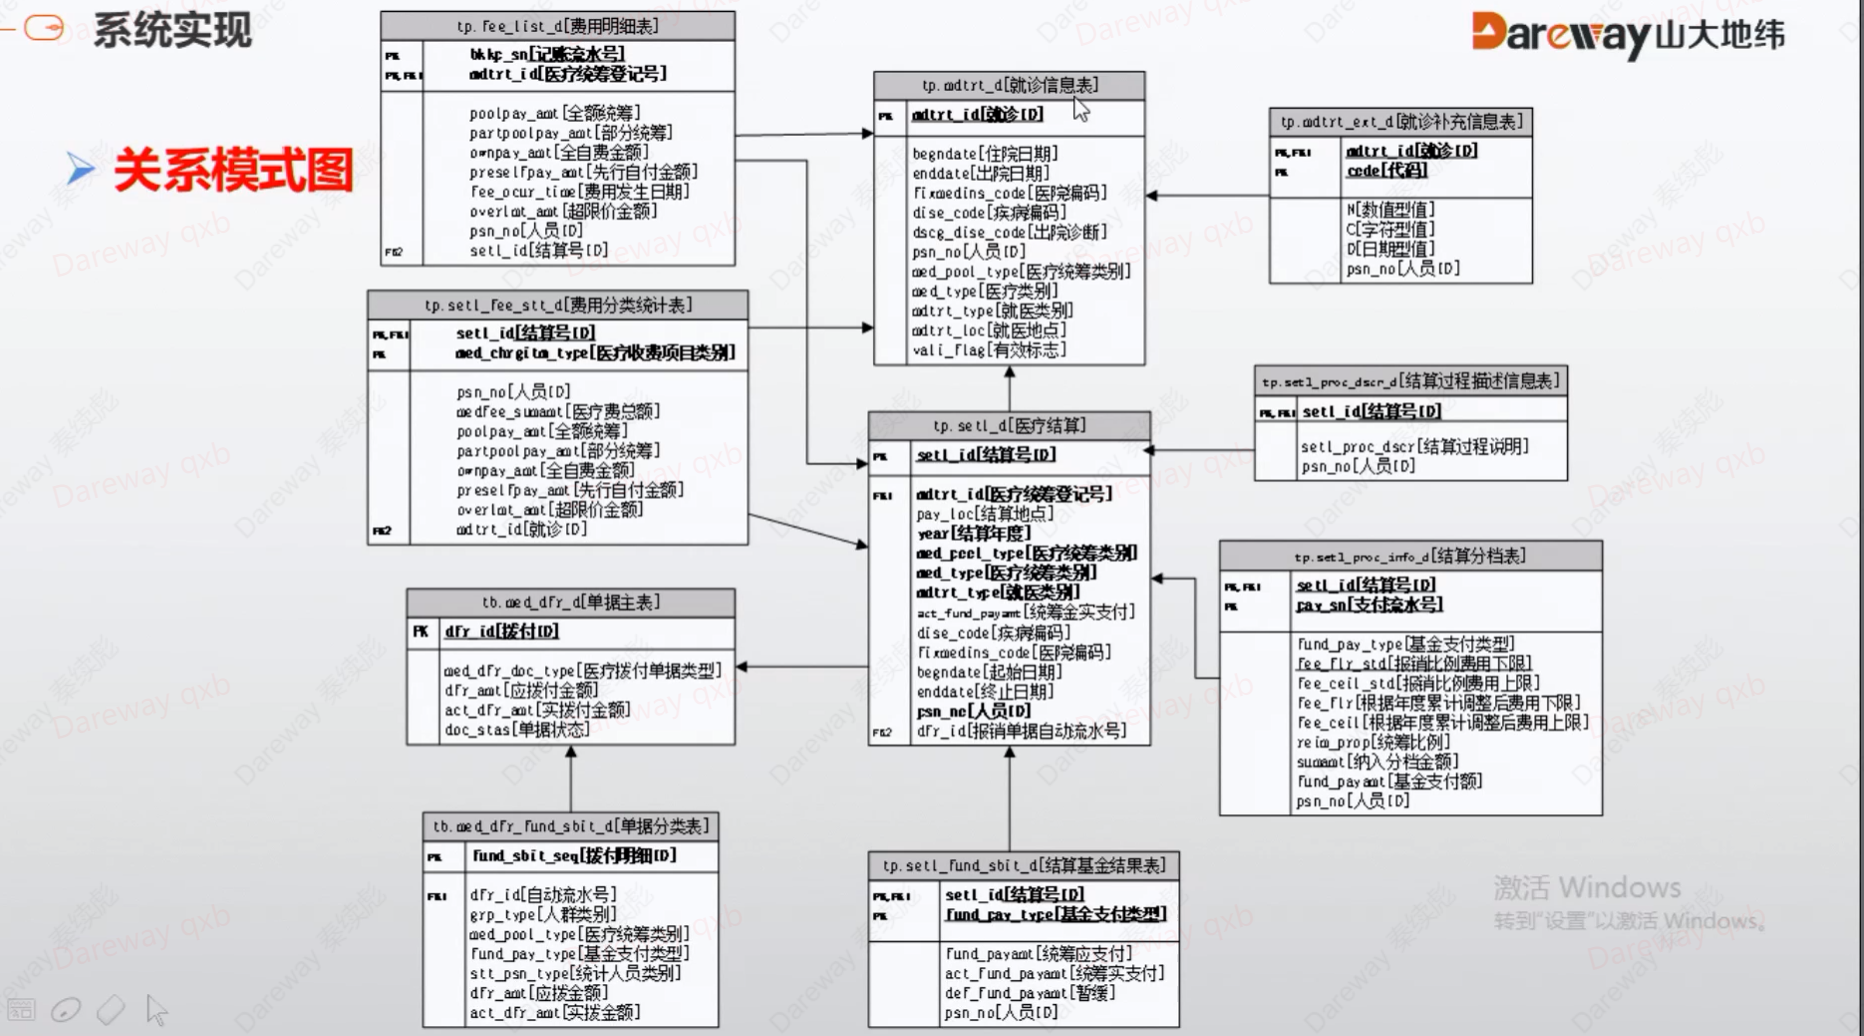 系统实现
Dareway山大地纬
关系模式图
tp.fee_list_d[费用明细表]
PK bkkp_sn[记账流水号]
PK,FK1 mdtrt_id[医疗统筹登记号]
poolpay_amt[全额统筹]
partpoolpay_amt[部分统筹]
ownpay_amt[全自费金额]
preselfpay_amt[先行自付金额]
fee_ocur_time[费用发生日期]
overlmt_amt[超限价金额]
psn_no[人员ID]
FK2 setl_id[结算号ID]
tp.mdtrt_d[就诊信息表]
PK mdtrt_id[就诊ID]
begndate[住院日期]
enddate[出院日期]
fixmedins_code[医院编码]
dise_code[疾病编码]
dscg_dise_code[出院诊断]
psn_no[人员ID]
med_pool_type[医疗统筹类别]
med_type[医疗类别]
mdtrt_type[就医类别]
mdtrt_loc[就医地点]
vali_flag[有效标志]
tp.mdtrt_ext_d[就诊补充信息表]
PK,FK1 mdtrt_id[就诊ID]
PK code[代码]
N[数值型值]
C[字符型值]
D[日期型值]
psn_no[人员ID]
tp.setl_fee_stt_d[费用分类统计表]
PK,FK1 setl_id[结算号ID]
PK med_chrgitm_type[医疗收费项目类别]
psn_no[人员ID]
medfee_sumamt[医疗费总额]
poolpay_amt[全额统筹]
partpoolpay_amt[部分统筹]
ownpay_amt[全自费金额]
preselfpay_amt[先行自付金额]
overlmt_amt[超限价金额]
FK2 mdtrt_id[就诊ID]
tp.setl_d[医疗结算]
PK setl_id[结算号ID]
FK1 mdtrt_id[医疗统筹登记号]
pay_loc[结算地点]
year[结算年度]
med_pool_type[医疗统筹类别]
med_type[医疗统筹类别]
mdtrt_type[就医类别]
act_fund_payamt[统筹金实支付]
dise_code[疾病编码]
fixmedins_code[医院编码]
begndate[起始日期]
enddate[终止日期]
psn_no[人员ID]
FK2 dfr_id[报销单据自动流水号]
tp.setl_proc_dscr_d[结算过程描述信息表]
PK,FK1 setl_id[结算号ID]
setl_proc_dscr[结算过程说明]
psn_no[人员ID]
tp.setl_proc_info_d[结算分档表]
PK,FK1 setl_id[结算号ID]
PK pay_sn[支付流水号]
fund_pay_type[基金支付类型]
fee_flr_std[报销比例费用下限]
fee_ceil_std[报销比例费用上限]
fee_flr[根据年度累计调整后费用下限]
fee_ceil[根据年度累计调整后费用上限]
reim_prop[统筹比例]
sumamt[纳入分档金额]
fund_payamt[基金支付额]
psn_no[人员ID]
tb.med_dfr_d[单据主表]
PK dfr_id[拨付ID]
med_dfr_doc_type[医疗拨付单据类型]
dfr_amt[应拨付金额]
act_dfr_amt[实拨付金额]
doc_stas[单据状态]
tb.med_dfr_fund_sbit_d[单据分类表]
PK fund_sbit_seq[拨付明细ID]
FK1 dfr_id[自动流水号]
grp_type[人群类别]
med_pool_type[医疗统筹类别]
fund_pay_type[基金支付类型]
stt_psn_type[统计人员类别]
dfr_amt[应拨金额]
act_dfr_amt[实拨金额]
tp.setl_fund_sbit_d[结算基金结果表]
PK,FK1 setl_id[结算号ID]
PK fund_pay_type[基金支付类型]
fund_payamt[统筹应支付]
act_fund_payamt[统筹实支付]
def_fund_payamt[暂缓]
psn_no[人员ID]
激活 Windows
转到"设置"以激活 Windows。
Dareway qxb
Dareway 秦续彪